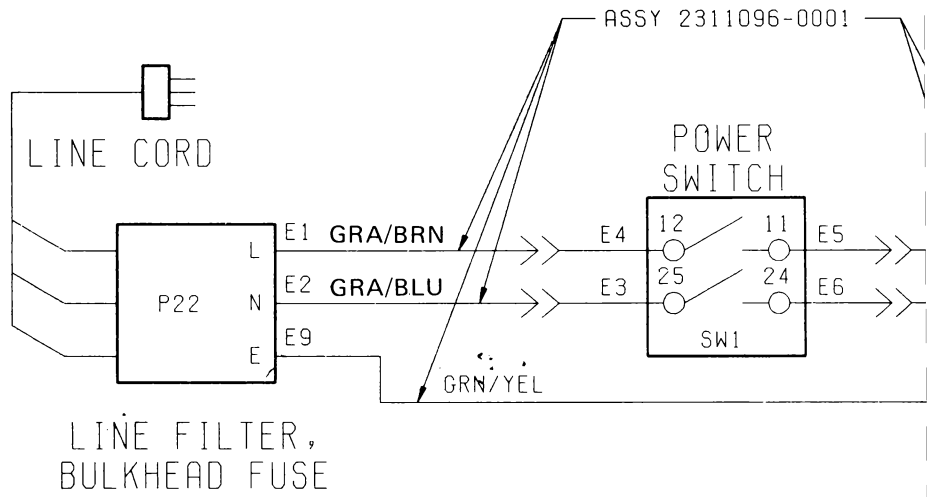 ASSY 2311096-0001
LINE CORD
POWER
SWITCH
E1 GRA/BRN
E4
12
11
E5
L
E2 GRA/BLU
E3
25
24
E6
P22
N
E9
E
SW1
GRN/YEL
LINE FILTER,
BULKHEAD FUSE